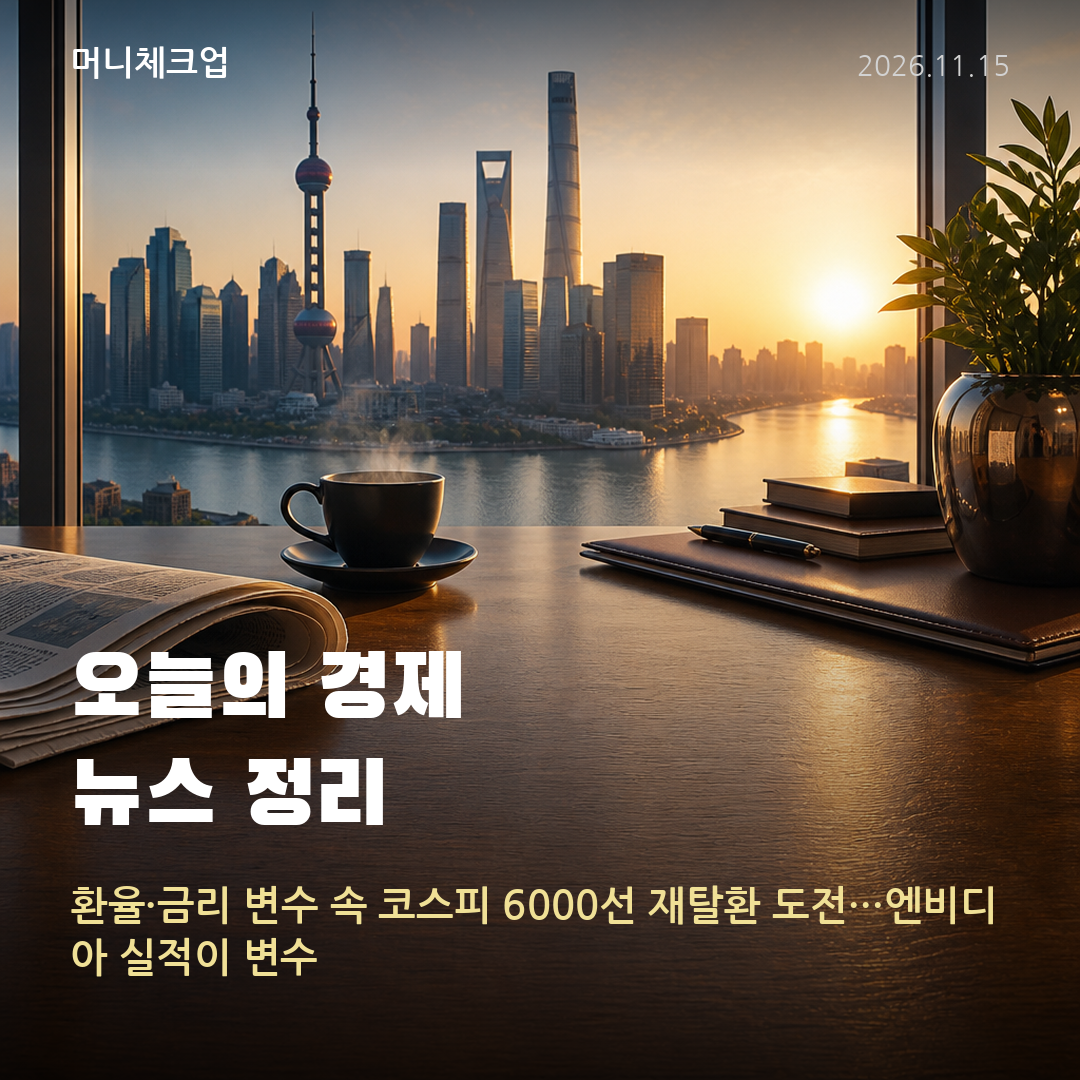 머니체크업
2026.11.15
오늘의 경제
뉴스 정리
환율·금리 변수 속 코스피 6000선 재탈환 도전…엔비디
아 실적이 변수